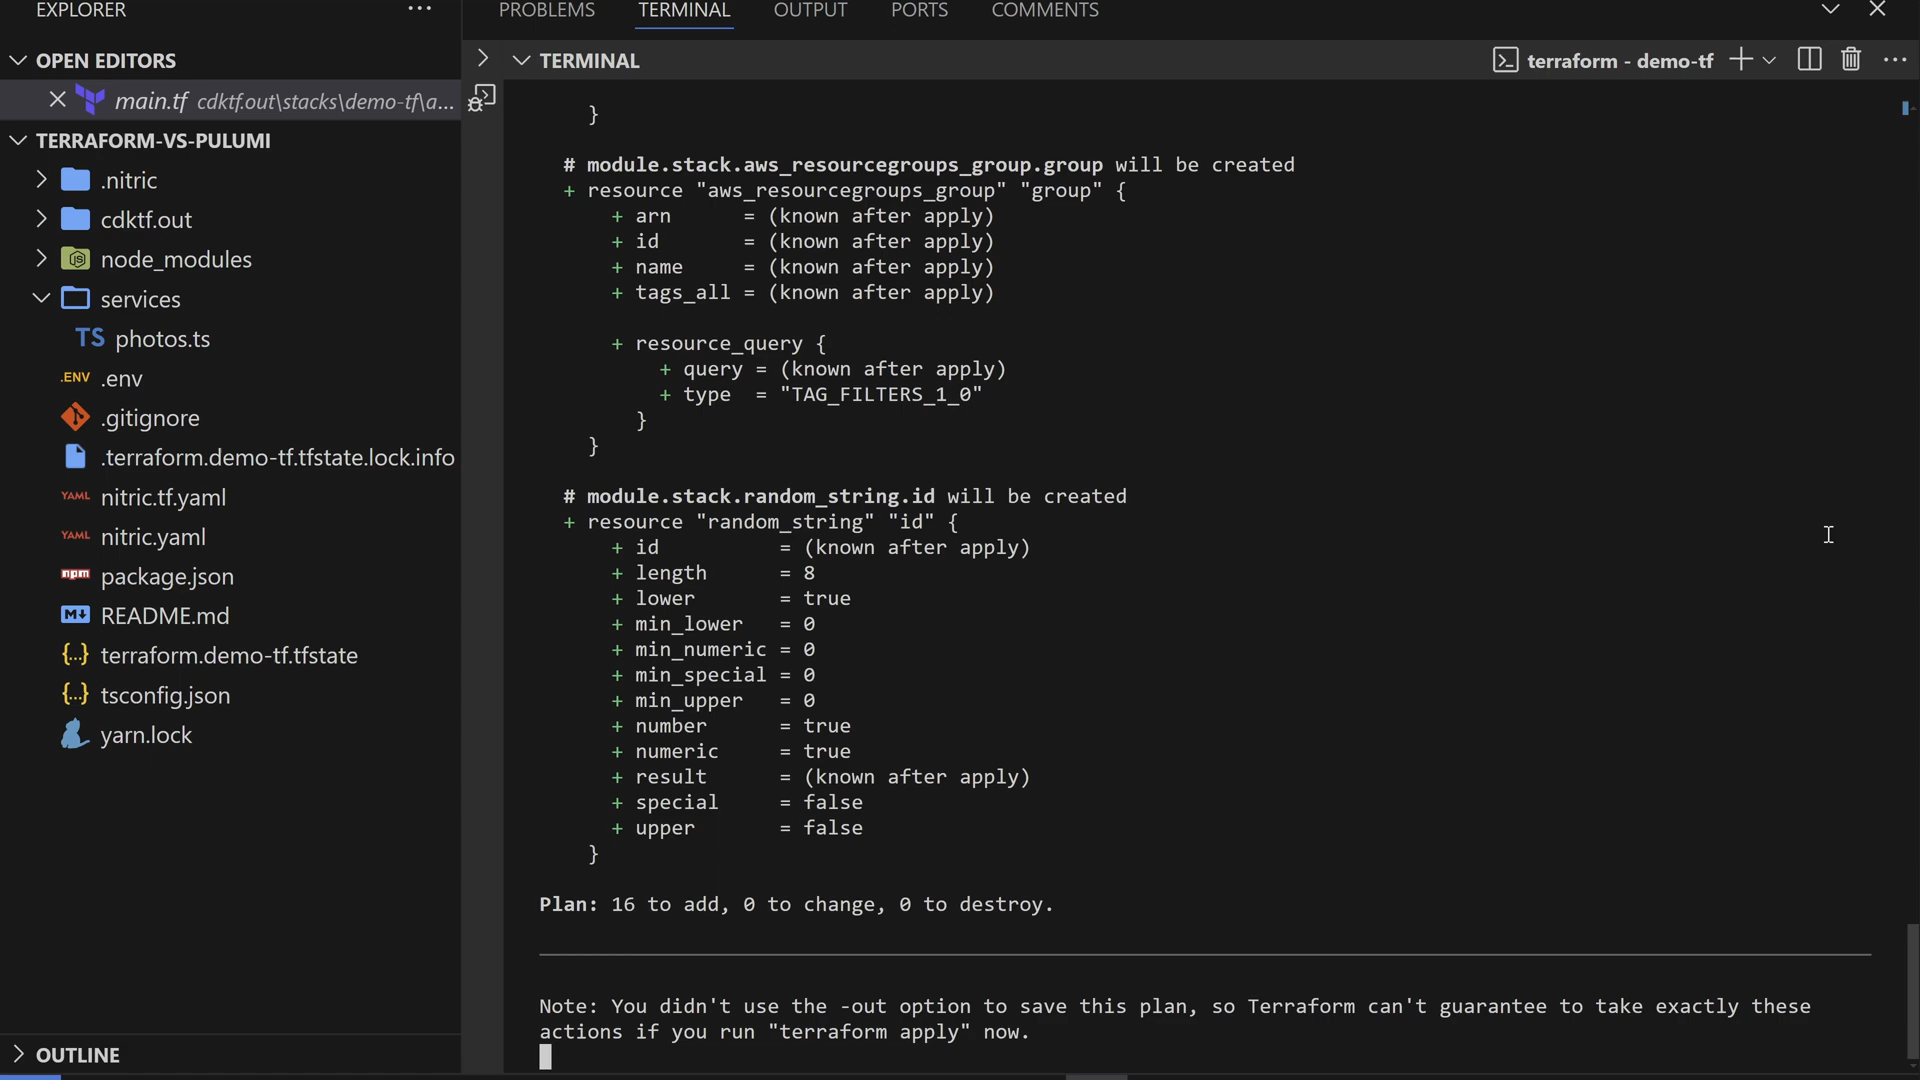 EXPLORER
OPEN EDITORS
main.tf cdktf.out\stacks\demo-tf\a...
TERRAFORM-VS-PULUMI
.nitric
cdktf.out
node_modules
services
TS photos.ts
.ENV .env
.gitignore
.terraform.demo-tf.tfstate.lock.info
YAML nitric.tf.yaml
YAML nitric.yaml
npm package.json
M README.md
{..} terraform.demo-tf.tfstate
{..} tsconfig.json
yarn.lock
OUTLINE
PROBLEMS TERMINAL OUTPUT PORTS COMMENTS
TERMINAL
terraform - demo-tf
}
# module.stack.aws_resourcegroups_group.group will be created
+ resource "aws_resourcegroups_group" "group" {
+ arn = (known after apply)
+ id = (known after apply)
+ name = (known after apply)
+ tags_all = (known after apply)
+ resource_query {
+ query = (known after apply)
+ type = "TAG_FILTERS_1_0"
}
}
# module.stack.random_string.id will be created
+ resource "random_string" "id" {
+ id = (known after apply)
+ length = 8
+ lower = true
+ min_lower = 0
+ min_numeric = 0
+ min_special = 0
+ min_upper = 0
+ number = true
+ numeric = true
+ result = (known after apply)
+ special = false
+ upper = false
}
Plan: 16 to add, 0 to change, 0 to destroy.
Note: You didn't use the -out option to save this plan, so Terraform can't guarantee to take exactly these
actions if you run "terraform apply" now.